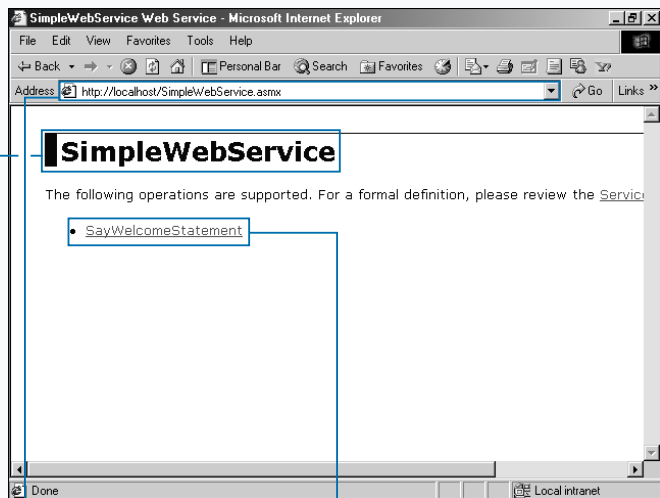 SimpleWebService Web Service - Microsoft Internet Explorer
File Edit View Favorites Tools Help
Back Personal Bar Search Favorites
Address http://localhost/SimpleWebService.asmx Go Links »
SimpleWebService
The following operations are supported. For a formal definition, please review the
• SayWelcomeStatement
Done Local intranet